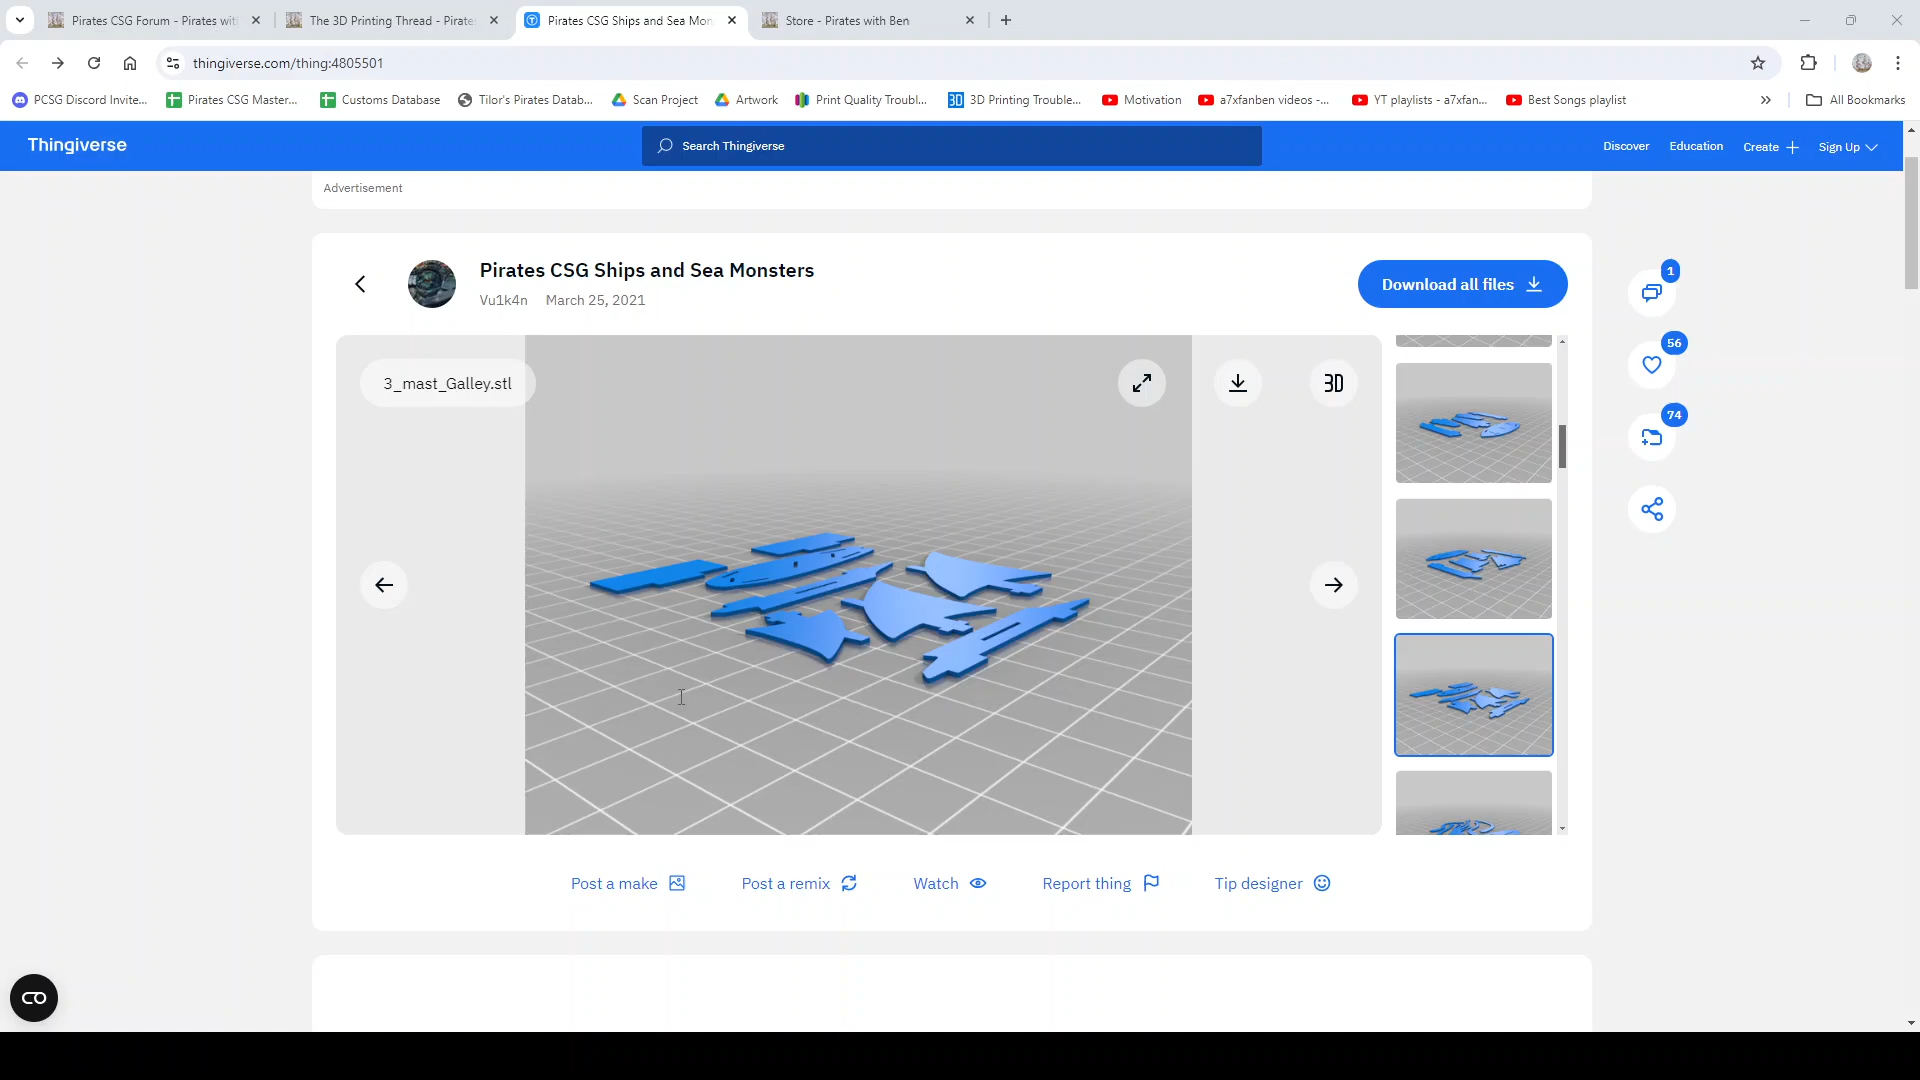 Pirates CSG Forum - Pirates wit
The 3D Printing Thread - Pirate
Pirates CSG Ships and Sea Mon
Store - Pirates with Ben
thingiverse.com/thing:4805501
PCSG Discord Invite...
Pirates CSG Master...
Customs Database
Tilor's Pirates Datab...
Scan Project
Artwork
Print Quality Troubl...
3D Printing Trouble...
Motivation
a7xfanben videos -...
YT playlists - a7xfan...
Best Songs playlist
All Bookmarks
Thingiverse
Search Thingiverse
Discover
Education
Create
Sign Up
Advertisement
Pirates CSG Ships and Sea Monsters
Vu1k4n March 25, 2021
Download all files
1
56
74
3_mast_Galley.stl
3D
Post a make
Post a remix
Watch
Report thing
Tip designer